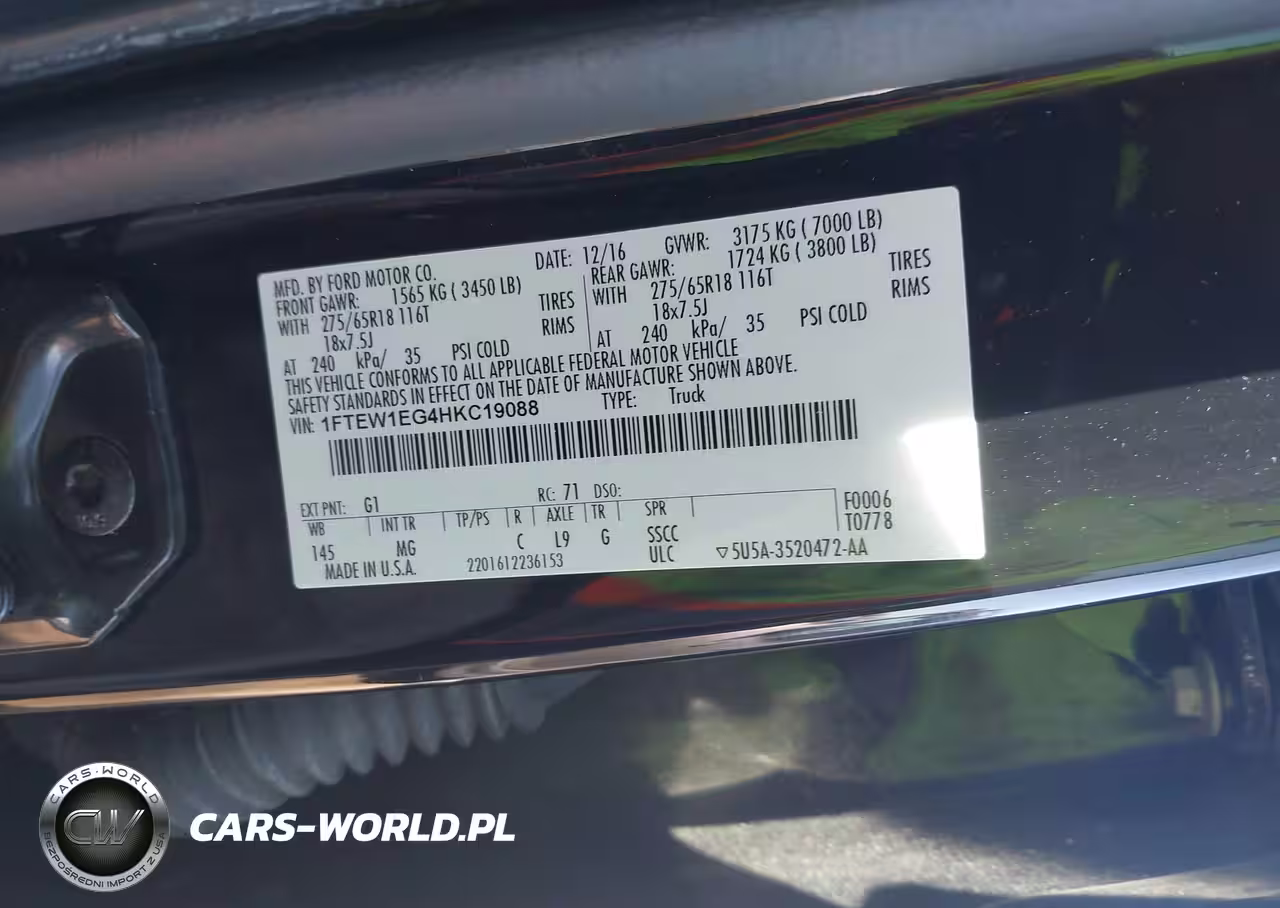 MFD. BY FORD MOTOR CO. DATE: 12/16 GVWR: 3175 KG ( 7000 LB)
FRONT GAWR: 1565 KG ( 3450 LB) REAR GAWR: 1724 KG ( 3800 LB)
WITH 275/65R18 116T TIRES WITH 275/65R18 116T TIRES
18x7.5J RIMS 18x7.5J RIMS
AT 240 kPa/ 35 PSI COLD AT 240 kPa/ 35 PSI COLD
THIS VEHICLE CONFORMS TO ALL APPLICABLE FEDERAL MOTOR VEHICLE
SAFETY STANDARDS IN EFFECT ON THE DATE OF MANUFACTURE SHOWN ABOVE.
VIN: 1FTEW1EG4HKC19088 TYPE: Truck
EXT PNT: G1 RC: 71 DSO:
WB INT TR TP/PS R AXLE TR SPR F0006
145 MG C L9 G SSCC T0778
MADE IN U.S.A. 2201612236153 ULC ▽5U5A-3520472-AA
CARS-WORLD
CW
BEZPOŚREDNI IMPORT Z USA
CARS-WORLD.PL